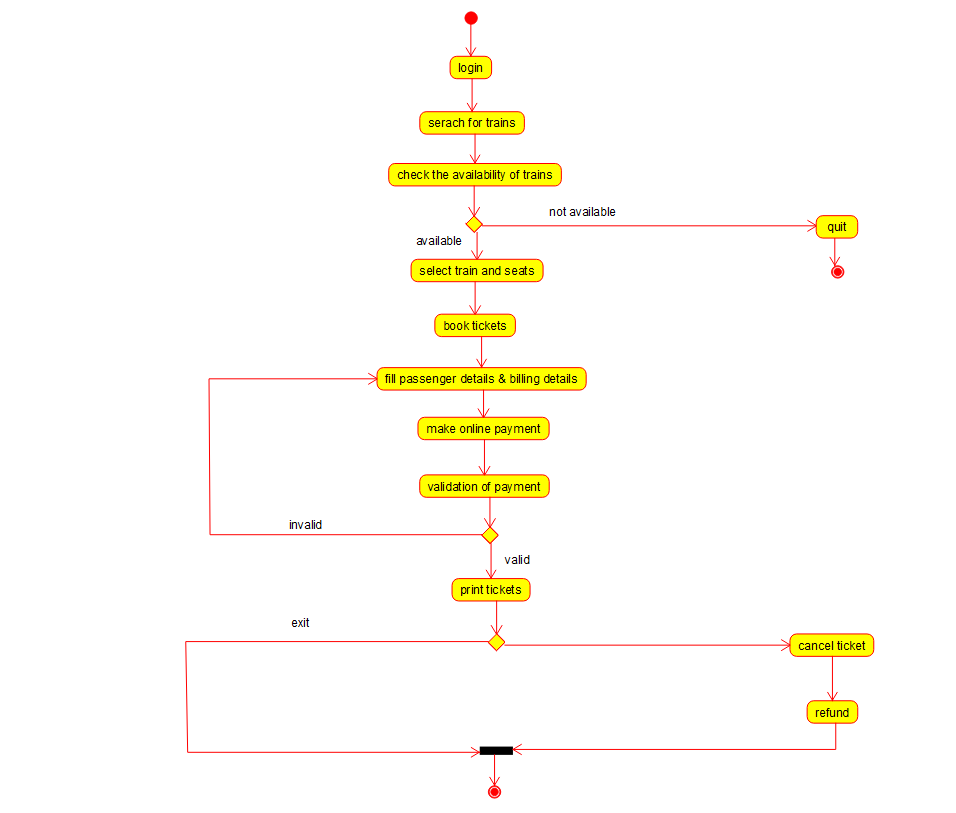 login
serach for trains
check the availability of trains
not available
quit
available
select train and seats
book tickets
fill passenger details & billing details
make online payment
validation of payment
invalid
valid
print tickets
exit
cancel ticket
refund